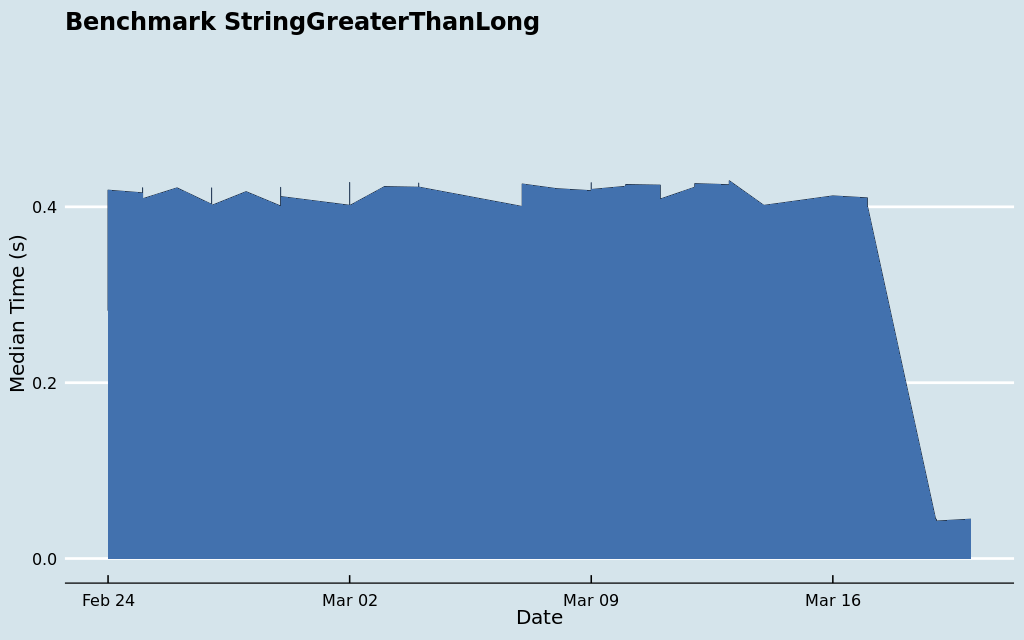 Benchmark StringGreaterThanLong
Median Time (s)
0.4
0.2
0.0
Feb 24 Mar 02 Mar 09 Mar 16
Date